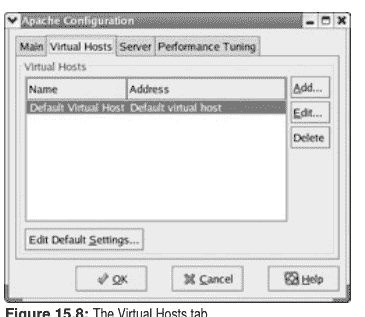 Apache Configuration
Main Virtual Hosts Server Performance Tuning
Virtual Hosts
Name Address
Default Virtual Host Default virtual host
Add...
Edit...
Delete
Edit Default Settings...
OK Cancel Help
Figure 15.8: The Virtual Hosts tab